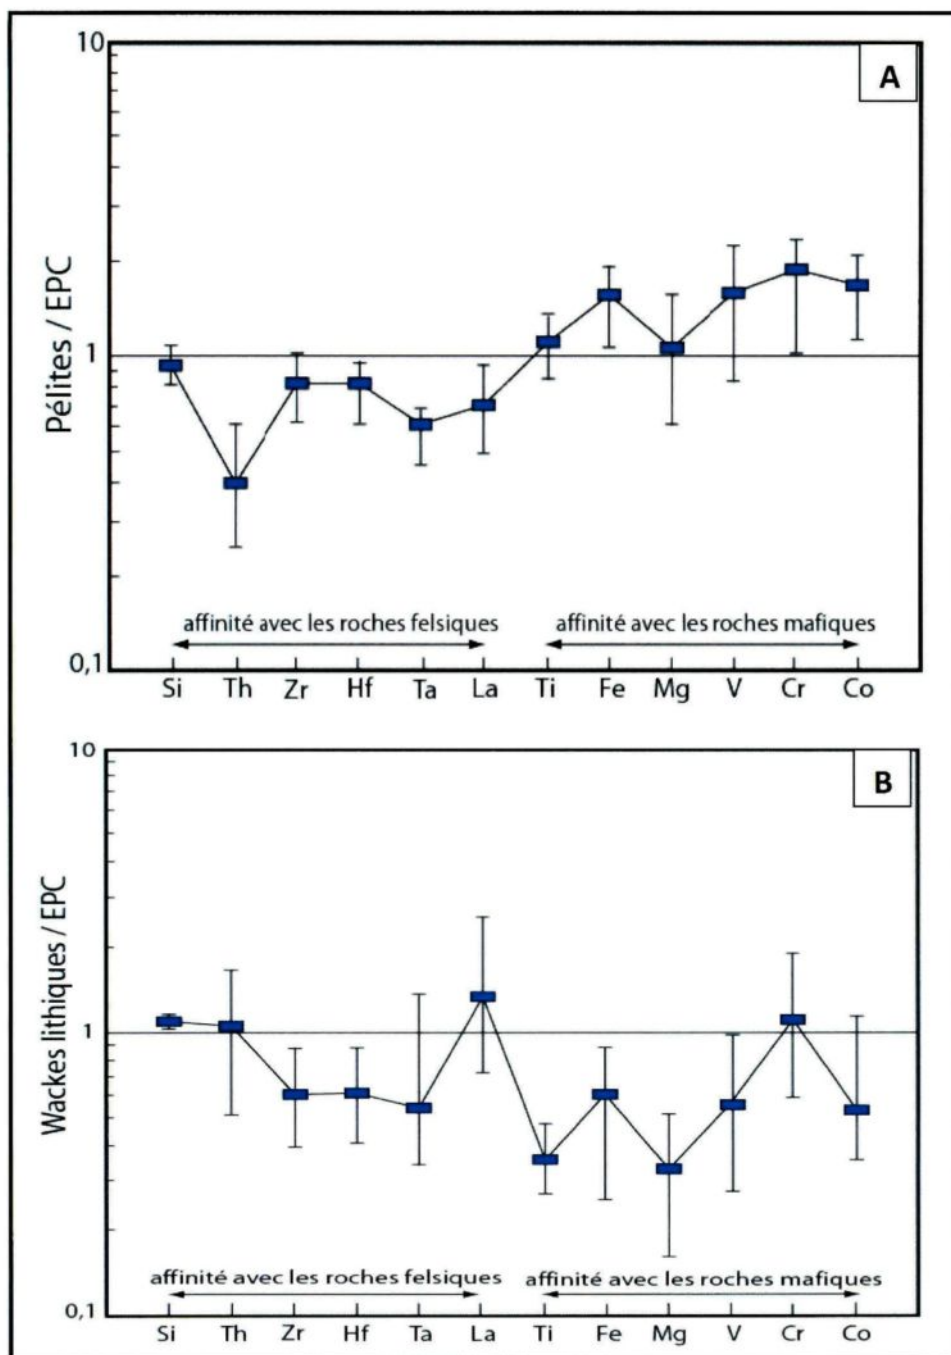 A
10
1
0,1
Pélites / EPC
affinité avec les roches felsiques
affinité avec les roches mafiques
Si Th Zr Hf Ta La Ti Fe Mg V Cr Co
B
10
1
0,1
Wackes lithiques / EPC
affinité avec les roches felsiques
affinité avec les roches mafiques
Si Th Zr Hf Ta La Ti Fe Mg V Cr Co